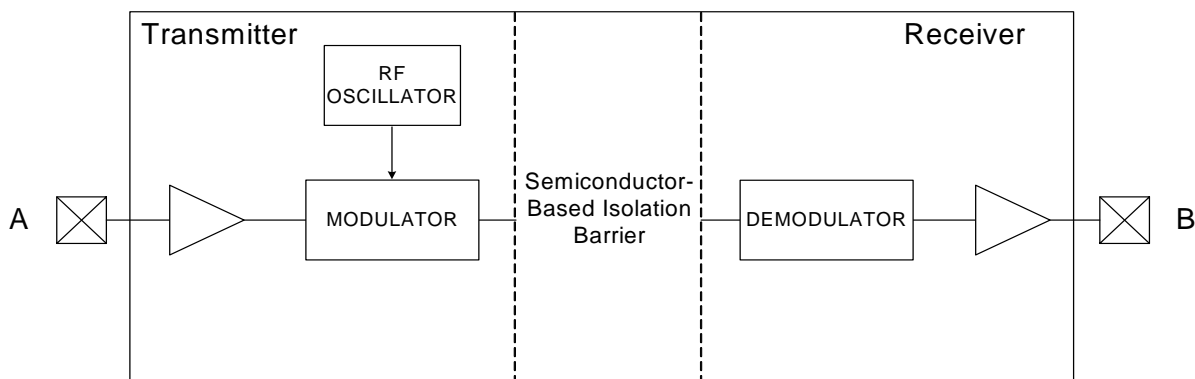 Transmitter
Receiver
RF
OSCILLATOR
A
MODULATOR
Semiconductor-
Based Isolation
Barrier
DEMODULATOR
B